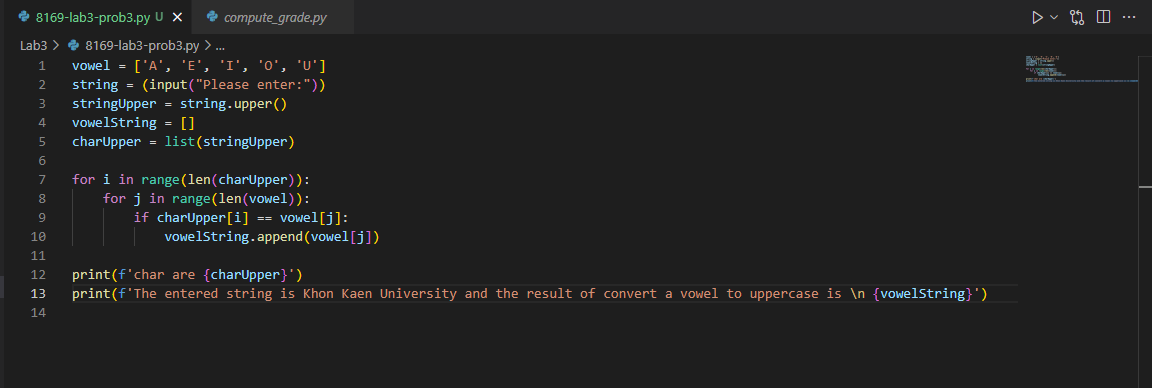 8169-lab3-prob3.py U
compute_grade.py
Lab3 > 8169-lab3-prob3.py > ...
1 vowel = ['A', 'E', 'I', 'O', 'U']
2 string = (input("Please enter:"))
3 stringUpper = string.upper()
4 vowelString = []
5 charUpper = list(stringUpper)
6
7 for i in range(len(charUpper)):
8     for j in range(len(vowel)):
9         if charUpper[i] == vowel[j]:
10             vowelString.append(vowel[j])
11
12 print(f'char are {charUpper}')
13 print(f'The entered string is Khon Kaen University and the result of convert a vowel to uppercase is \n {vowelString}')
14